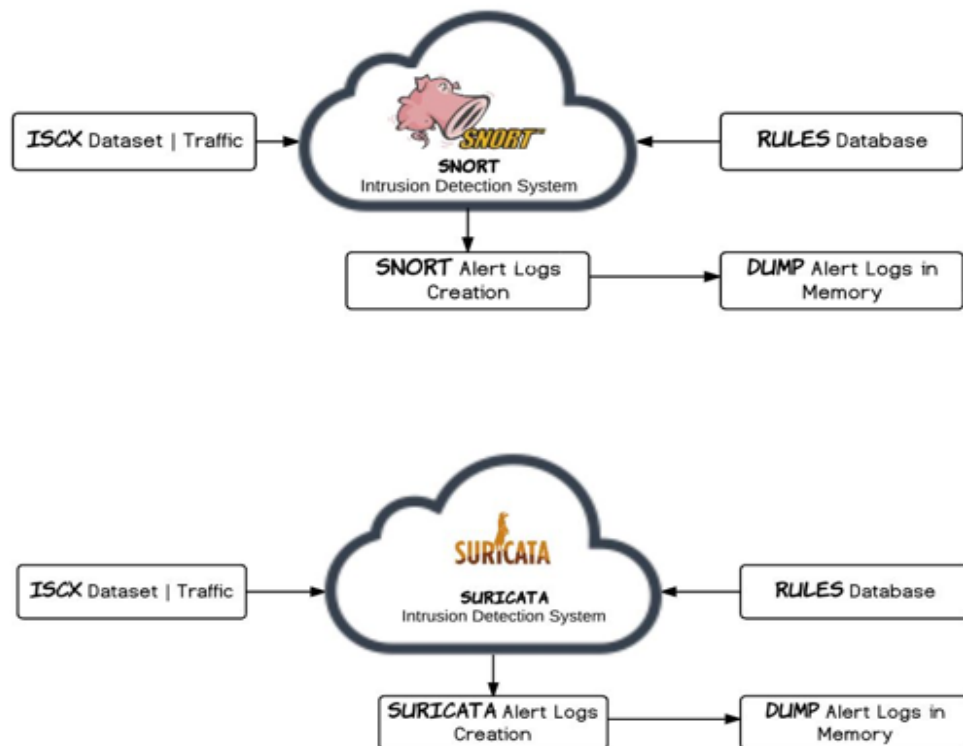 SNORT
ISCX Dataset | Traffic
RULES Database
SNORT
Intrusion Detection System
SNORT Alert Logs
Creation
DUMP Alert Logs in
Memory
SURICATA
ISCX Dataset | Traffic
RULES Database
SURICATA
Intrusion Detection System
SURICATA Alert Logs
Creation
DUMP Alert Logs in
Memory